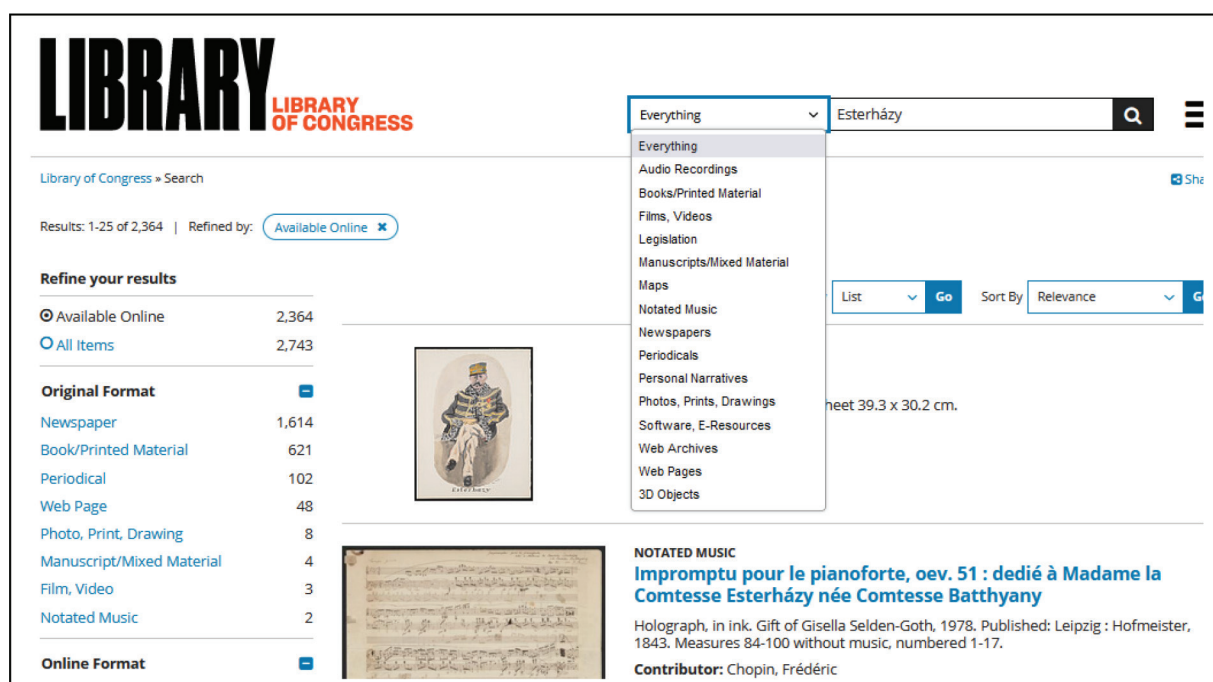 LIBRARY
LIBRARY
OF CONGRESS
Everything
Esterházy
Everything
Audio Recordings
Books/Printed Material
Films, Videos
Legislation
Manuscripts/Mixed Material
Maps
Notated Music
Newspapers
Periodicals
Personal Narratives
Photos, Prints, Drawings
Software, E-Resources
Web Archives
Web Pages
3D Objects
Library of Congress » Search
Sha
Results: 1-25 of 2,364 | Refined by: Available Online ✖
List Go Sort By Relevance G
Refine your results
Available Online 2,364
All Items 2,743
Original Format
Newspaper 1,614
Book/Printed Material 621
Periodical 102
Web Page 48
Photo, Print, Drawing 8
Manuscript/Mixed Material 4
Film, Video 3
Notated Music 2
Online Format
Esterhazy
heet 39.3 x 30.2 cm.
NOTATED MUSIC
Impromptu pour le pianoforte, oev. 51 : dedié à Madame la
Comtesse Esterházy née Comtesse Batthyany
Holograph, in ink. Gift of Gisella Selden-Goth, 1978. Published: Leipzig : Hofmeister,
1843. Measures 84-100 without music, numbered 1-17.
Contributor: Chopin, Frédéric